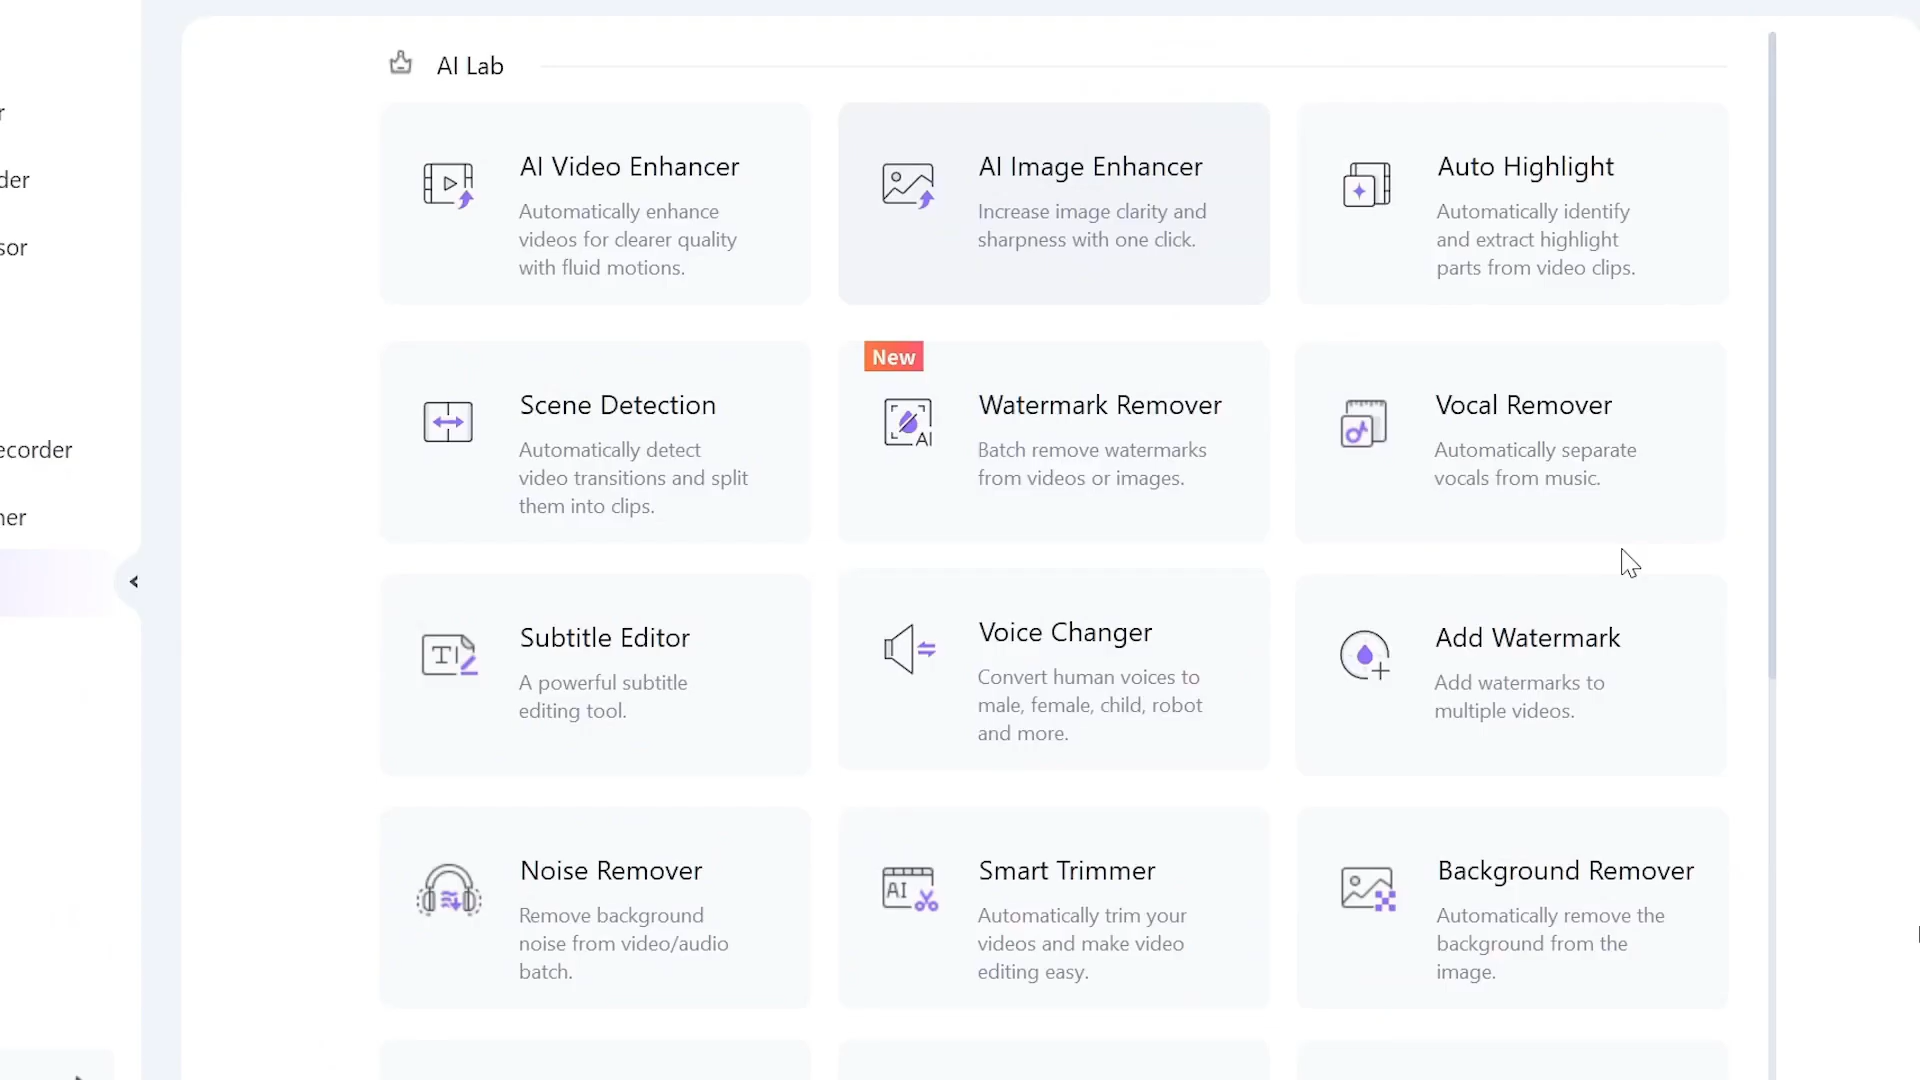 AI Lab
AI Video Enhancer
Automatically enhance
videos for clearer quality
with fluid motions.
AI Image Enhancer
Increase image clarity and
sharpness with one click.
Auto Highlight
Automatically identify
and extract highlight
parts from video clips.
Scene Detection
Automatically detect
video transitions and split
them into clips.
New
AI
Watermark Remover
Batch remove watermarks
from videos or images.
Vocal Remover
Automatically separate
vocals from music.
Subtitle Editor
A powerful subtitle
editing tool.
Voice Changer
Convert human voices to
male, female, child, robot
and more.
Add Watermark
Add watermarks to
multiple videos.
Noise Remover
Remove background
noise from video/audio
batch.
AI
Smart Trimmer
Automatically trim your
videos and make video
editing easy.
Background Remover
Automatically remove the
background from the
image.